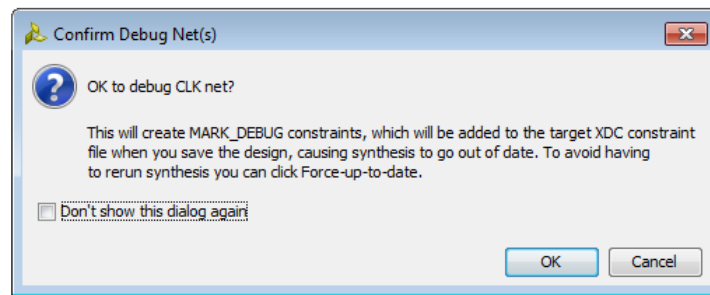 Confirm Debug Net(s)
OK to debug CLK net?
This will create MARK_DEBUG constraints, which will be added to the target XDC constraint
file when you save the design, causing synthesis to go out of date. To avoid having
to rerun synthesis you can click Force-up-to-date.
Don't show this dialog again
OK
Cancel